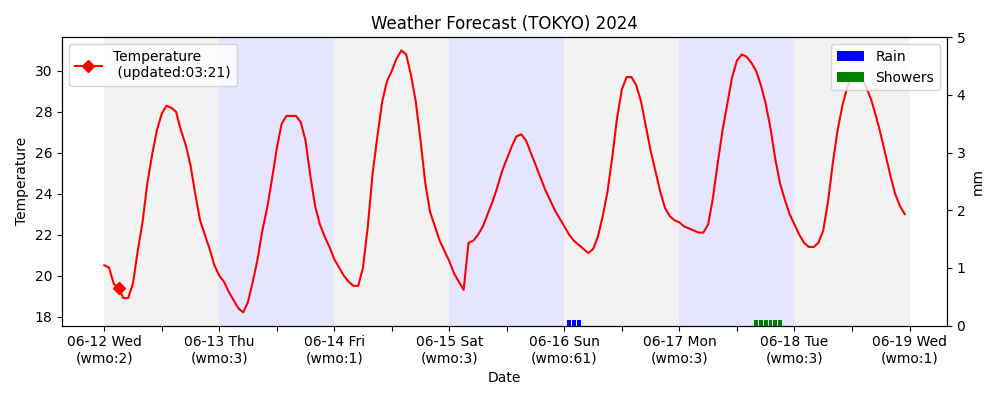 Weather Forecast (TOKYO) 2024
Temperature
(updated:03:21)
Rain
Showers
Temperature
30
28
26
24
22
20
18
5
4
3
2
1
0
mm
06-12 Wed
(wmo:2)
06-13 Thu
(wmo:3)
06-14 Fri
(wmo:1)
06-15 Sat
(wmo:3)
06-16 Sun
(wmo:61)
06-17 Mon
(wmo:3)
06-18 Tue
(wmo:3)
06-19 Wed
(wmo:1)
Date